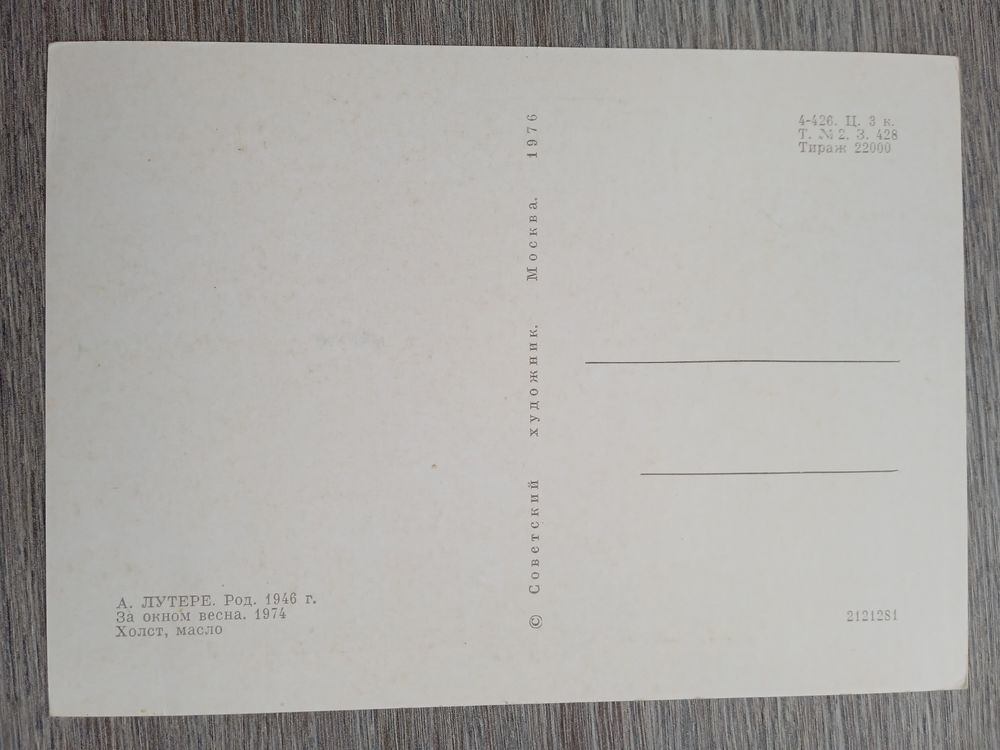 А. ЛУТЕРЕ. Род. 1946 г.
За окном весна. 1974
Холст, масло
© Советский художник. Москва. 1976
4-426. Ц. 3 к.
Т. № 2. З. 428
Тираж 22000
2121281